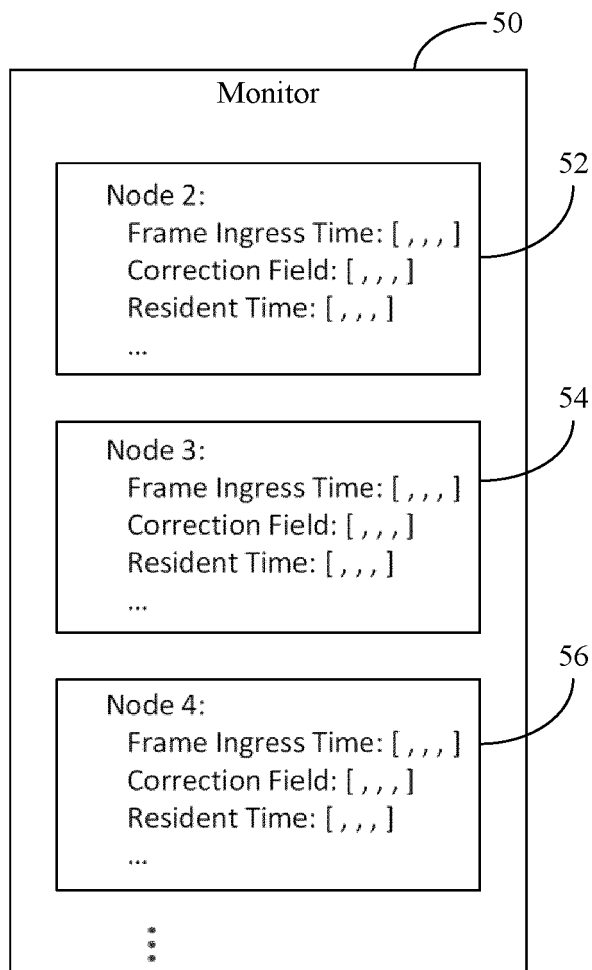 50
Monitor
52
Node 2:
Frame Ingress Time: [ , , , ]
Correction Field: [ , , , ]
Resident Time: [ , , , ]
...
54
Node 3:
Frame Ingress Time: [ , , , ]
Correction Field: [ , , , ]
Resident Time: [ , , , ]
...
56
Node 4:
Frame Ingress Time: [ , , , ]
Correction Field: [ , , , ]
Resident Time: [ , , , ]
...